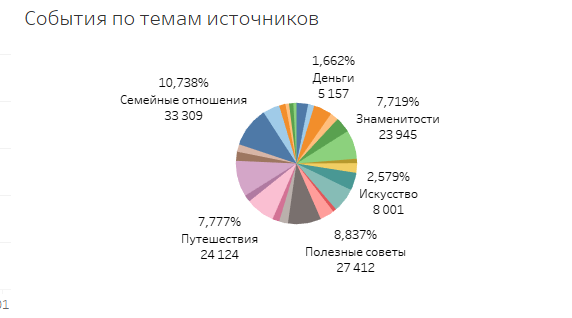 События по темам источников
1,662%
Деньги
5 157
10,738%
Семейные отношения
33 309
7,719%
Знаменитости
23 945
2,579%
Искусство
8 001
7,777%
Путешествия
24 124
8,837%
Полезные советы
27 412
01